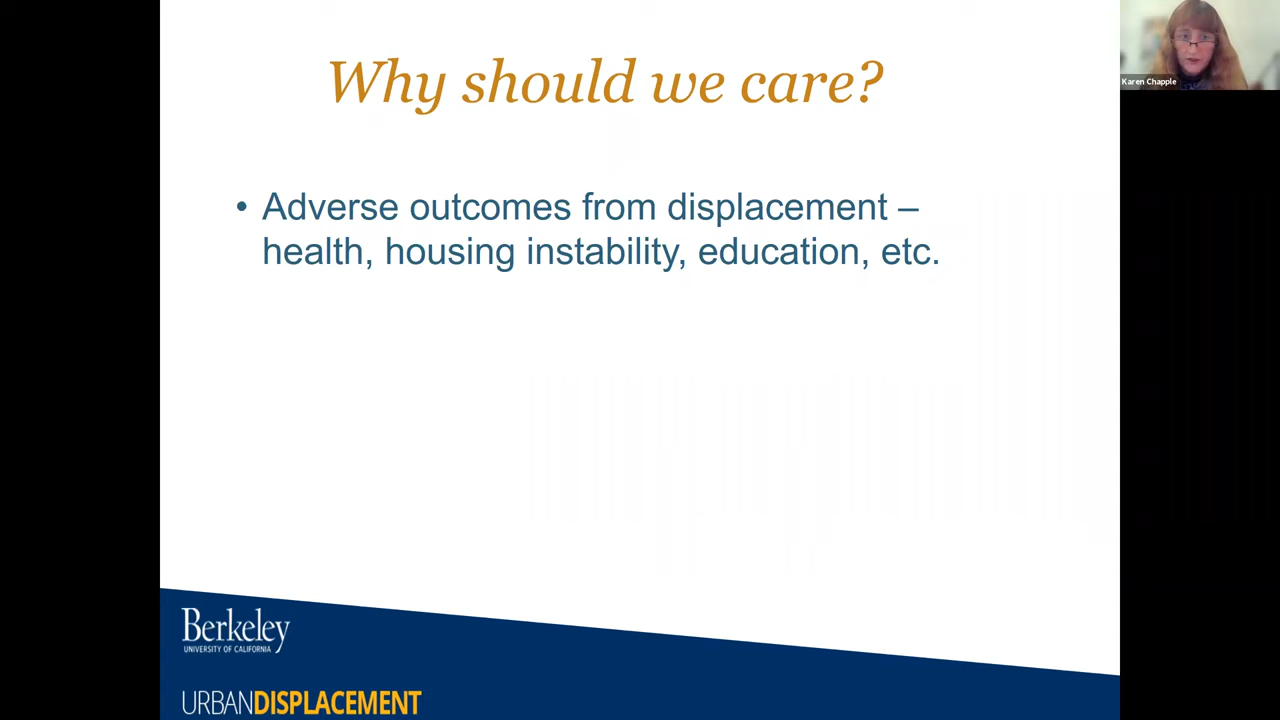 Why should we care?
Karen Chapple
• Adverse outcomes from displacement –
health, housing instability, education, etc.
Berkeley
UNIVERSITY OF CALIFORNIA
URBANDISPLACEMENT